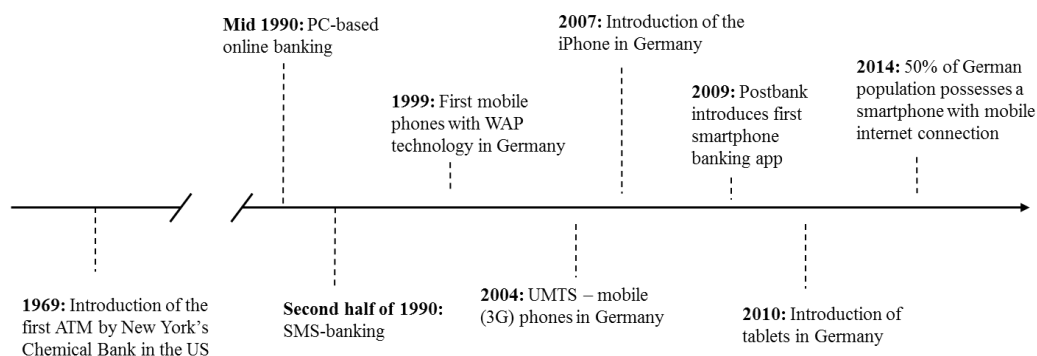 Mid 1990: PC-based
online banking
2007: Introduction of the
iPhone in Germany
2014: 50% of German
population possesses a
smartphone with mobile
internet connection
1999: First mobile
phones with WAP
technology in Germany
2009: Postbank
introduces first
smartphone
banking app
1969: Introduction of the
first ATM by New York’s
Chemical Bank in the US
Second half of 1990:
SMS-banking
2004: UMTS – mobile
(3G) phones in Germany
2010: Introduction of
tablets in Germany